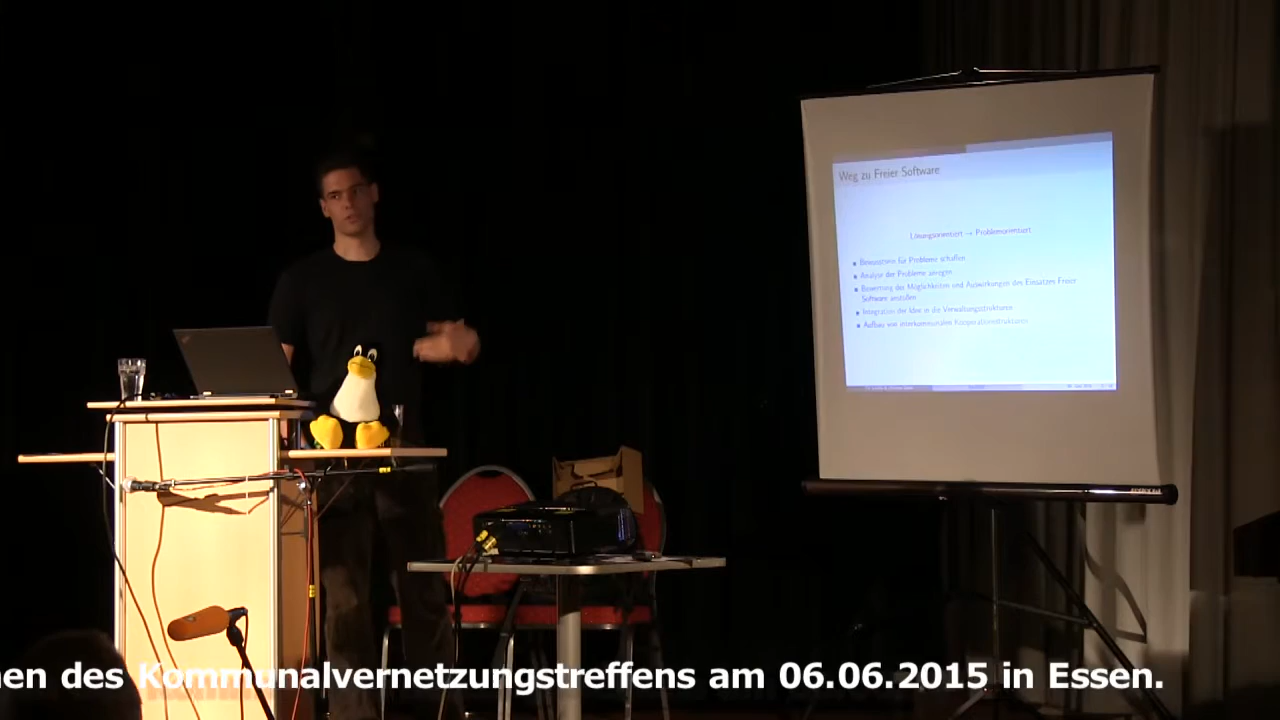 Weg zu Freier Software
Lösungsorientiert → Problemorientiert
Bewusstsein für Probleme schaffen
Analyse der Probleme anregen
Bewertung der Möglichkeiten und Auswirkungen des Einsatzes Freier
Software anstoßen
Integration der Idee in die Verwaltungsstrukturen
Aufbau von interkommunalen Kooperationsstrukturen
des Kommunalvernetzungstreffens am 06.06.2015 in Essen.